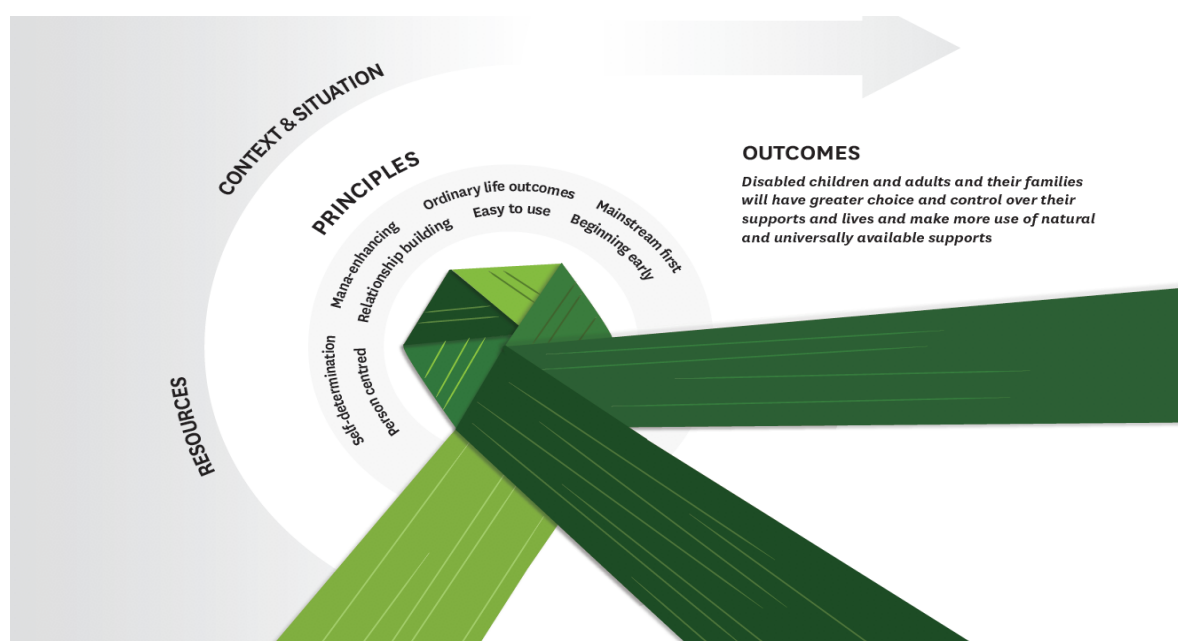 CONTEXT & SITUATION
RESOURCES
PRINCIPLES
Self-determination
Mana-enhancing
Ordinary life outcomes
Mainstream first
Person centred
Relationship building
Easy to use
Beginning early
OUTCOMES
Disabled children and adults and their families
will have greater choice and control over their
supports and lives and make more use of natural
and universally available supports